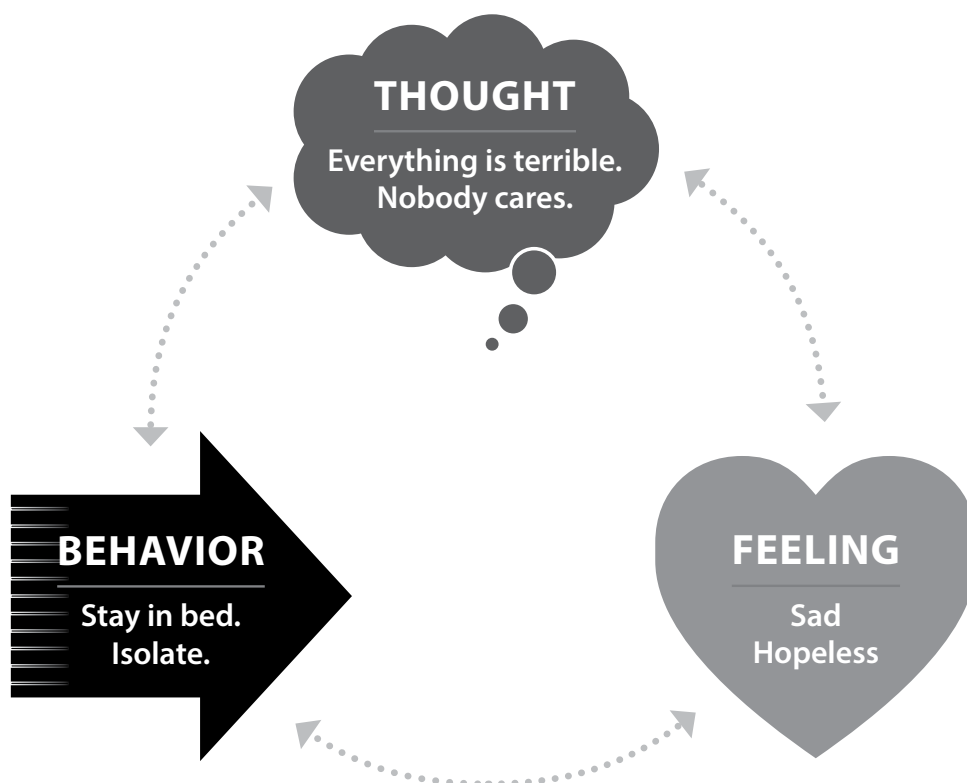 THOUGHT
Everything is terrible.
Nobody cares.
BEHAVIOR
Stay in bed.
Isolate.
FEELING
Sad
Hopeless